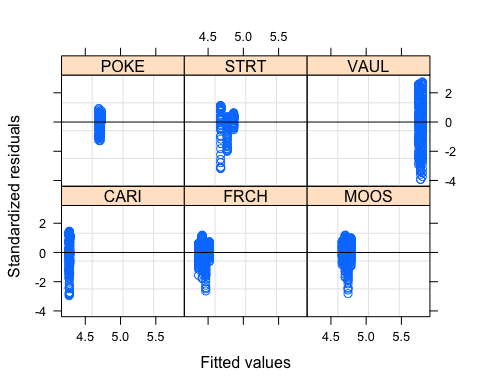 4.5 5.0 5.5
POKE STRT VAUL
2
0
-2
-4
CARI FRCH MOOS
2
0
-2
-4
4.5 5.0 5.5 4.5 5.0 5.5
Standardized residuals
Fitted values